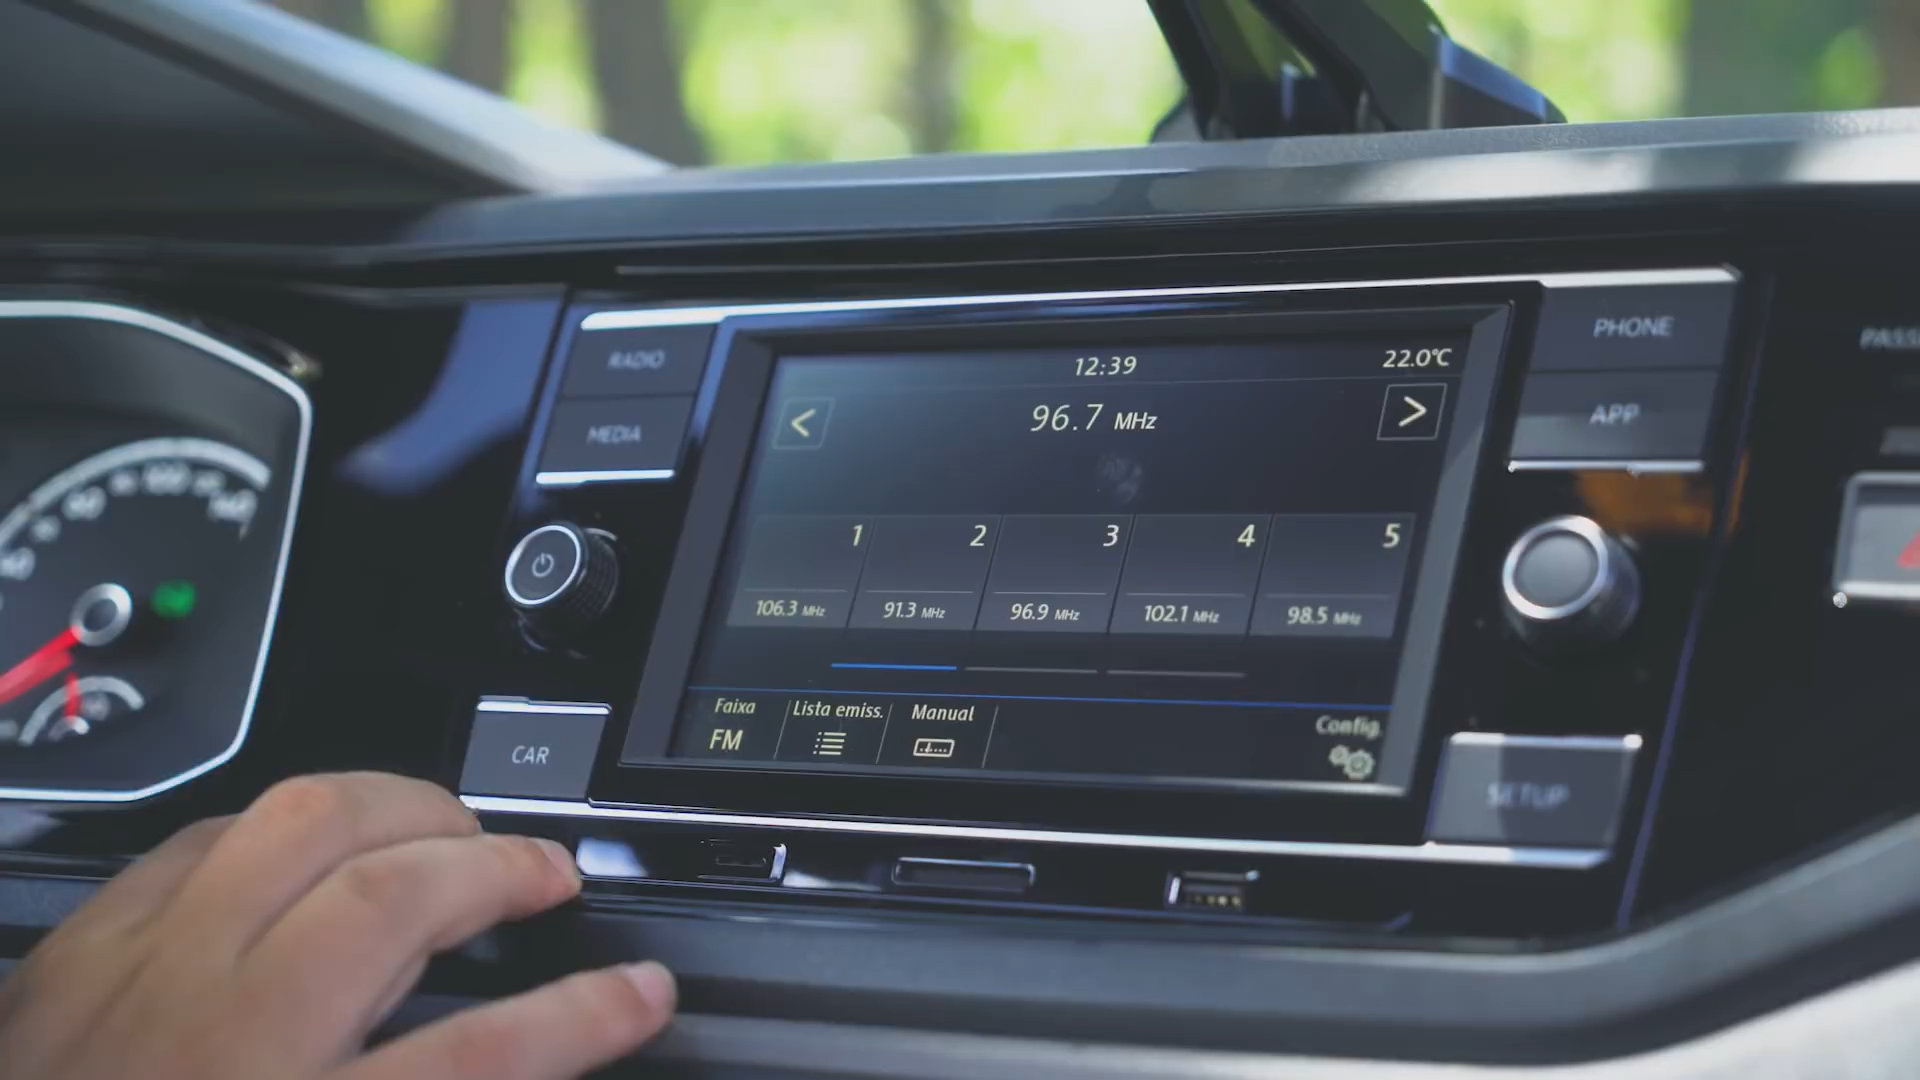 PHONE
RADIO
12:39
22.0°C
APP
96.7 MHz
MEDIA
1 2 3 4 5
106.3 MHz 91.3 MHz 96.9 MHz 102.1 MHz 98.5 MHz
Faixa Lista emiss. Manual Config.
FM
CAR
SETUP